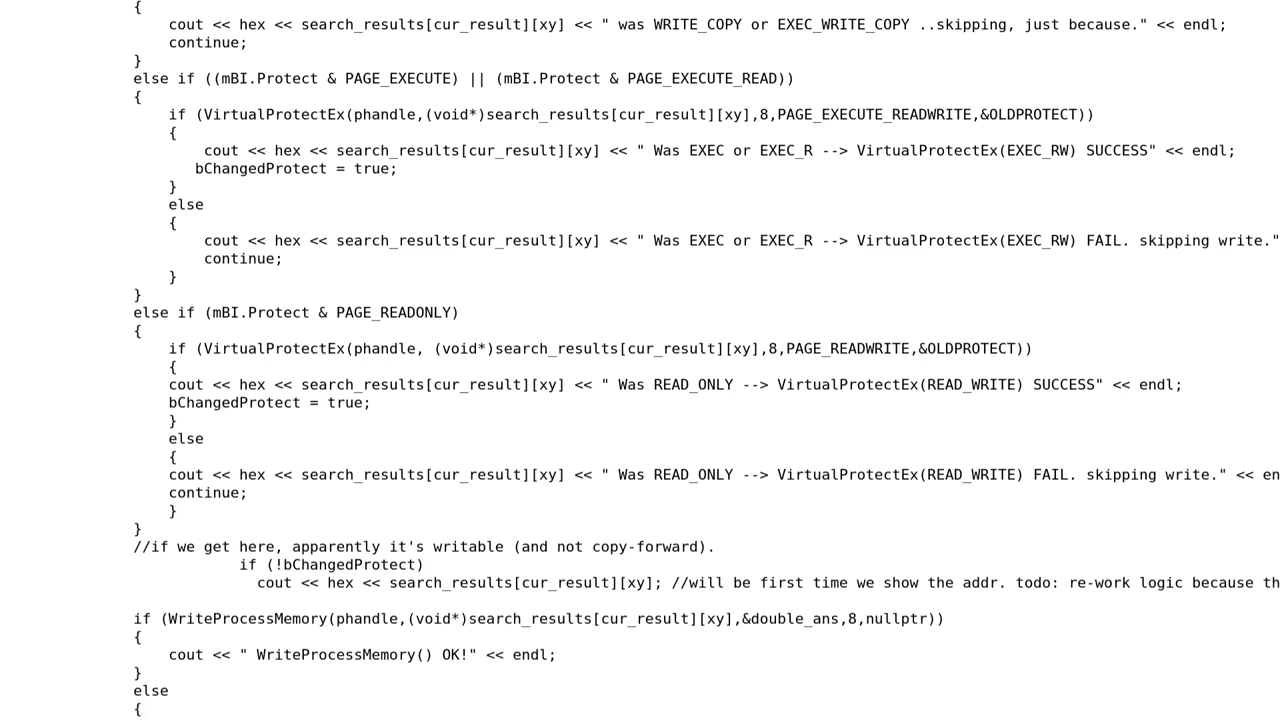 {
cout << hex << search_results[cur_result][xy] << " was WRITE_COPY or EXEC_WRITE_COPY ..skipping, just because." << endl;
continue;
}
else if ((mBI.Protect & PAGE_EXECUTE) || (mBI.Protect & PAGE_EXECUTE_READ))
{
if (VirtualProtectEx(phandle,(void*)search_results[cur_result][xy],8,PAGE_EXECUTE_READWRITE,&OLDPROTECT))
{
cout << hex << search_results[cur_result][xy] << " Was EXEC or EXEC_R --> VirtualProtectEx(EXEC_RW) SUCCESS" << endl;
bChangedProtect = true;
}
else
{
cout << hex << search_results[cur_result][xy] << " Was EXEC or EXEC_R --> VirtualProtectEx(EXEC_RW) FAIL. skipping write."
continue;
}
}
else if (mBI.Protect & PAGE_READONLY)
{
if (VirtualProtectEx(phandle, (void*)search_results[cur_result][xy],8,PAGE_READWRITE,&OLDPROTECT))
{
cout << hex << search_results[cur_result][xy] << " Was READ_ONLY --> VirtualProtectEx(READ_WRITE) SUCCESS" << endl;
bChangedProtect = true;
}
else
{
cout << hex << search_results[cur_result][xy] << " Was READ_ONLY --> VirtualProtectEx(READ_WRITE) FAIL. skipping write." << en
continue;
}
}
//if we get here, apparently it's writable (and not copy-forward).
if (!bChangedProtect)
cout << hex << search_results[cur_result][xy]; //will be first time we show the addr. todo: re-work logic because th
if (WriteProcessMemory(phandle,(void*)search_results[cur_result][xy],&double_ans,8,nullptr))
{
cout << " WriteProcessMemory() OK!" << endl;
}
else
{